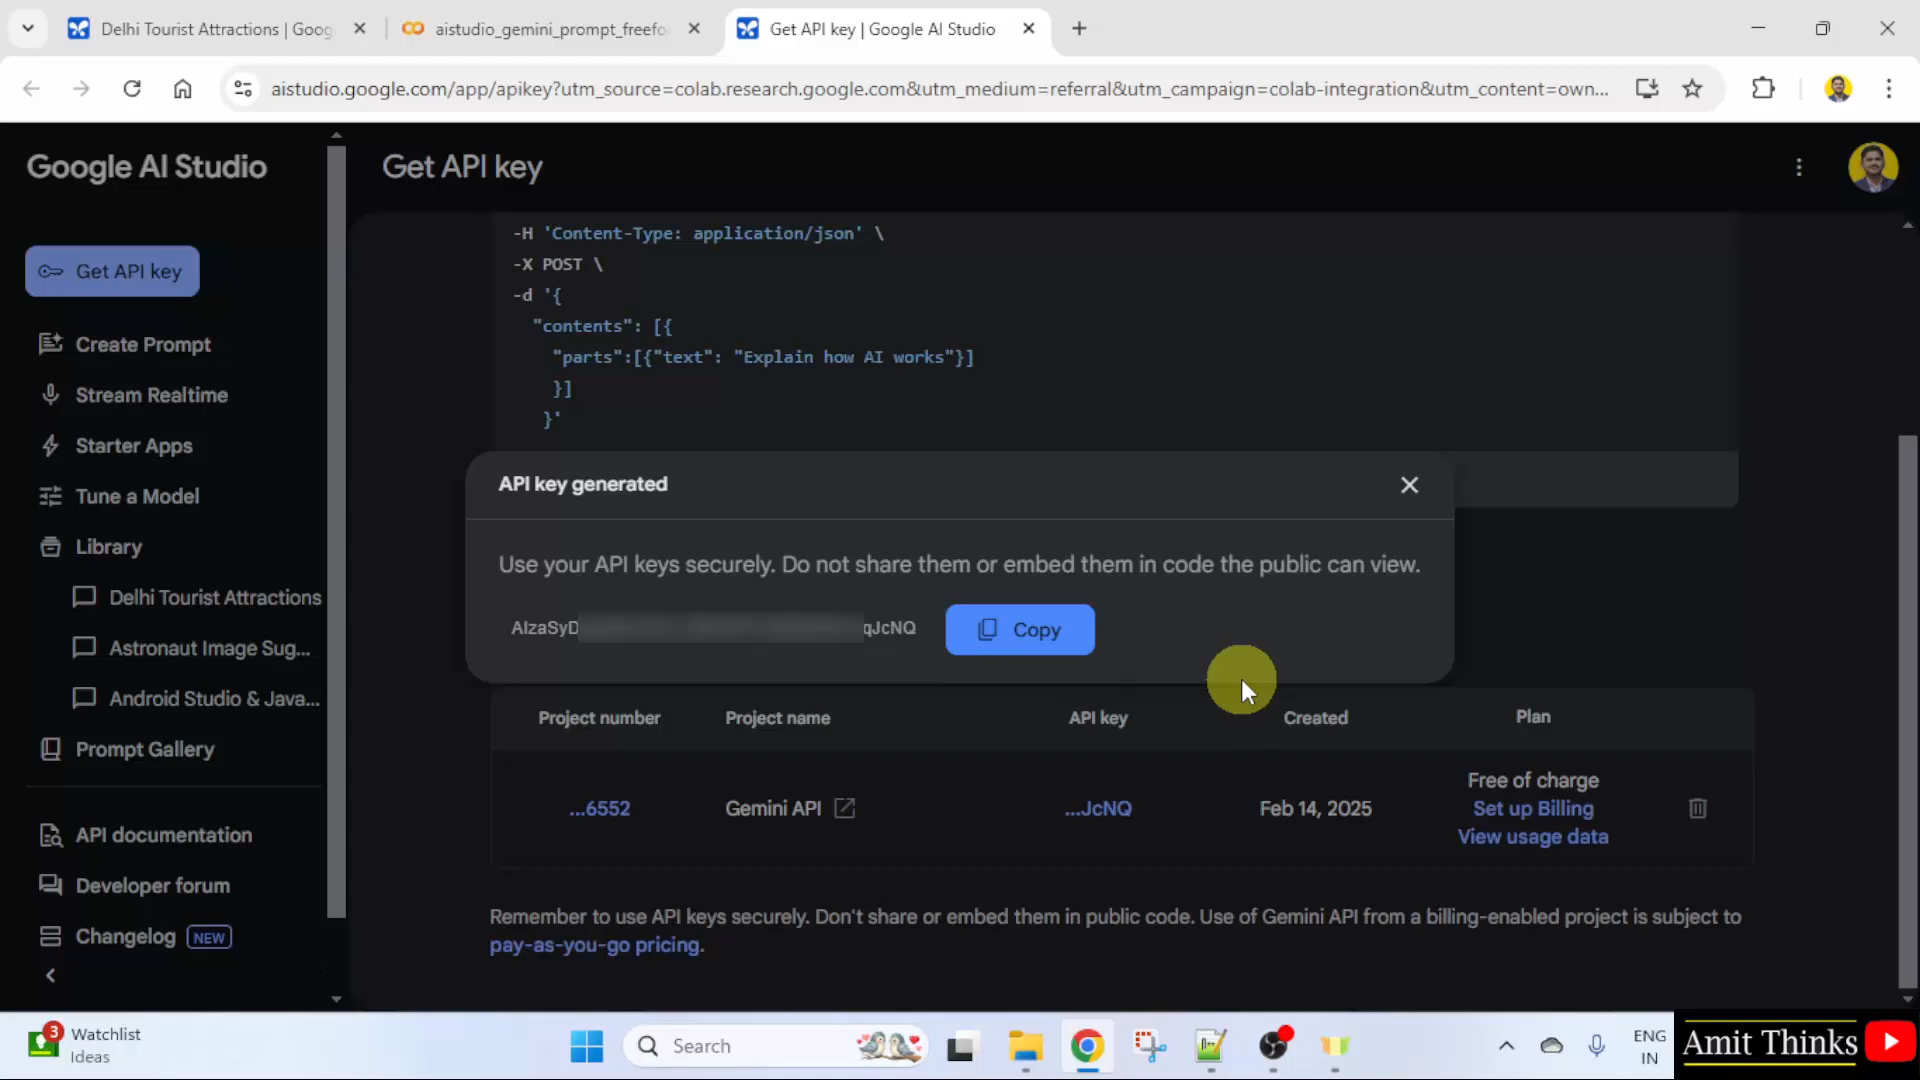 Delhi Tourist Attractions | Goog
aistudio_gemini_prompt_freefo
Get API key | Google AI Studio
aistudio.google.com/app/apikey?utm_source=colab.research.google.com&utm_medium=referral&utm_campaign=colab-integration&utm_content=own...
Google AI Studio
Get API key
Get API key
Create Prompt
Stream Realtime
Starter Apps
Tune a Model
Library
Delhi Tourist Attractions
Astronaut Image Sug...
Android Studio & Java...
Prompt Gallery
API documentation
Developer forum
Changelog NEW
-H 'Content-Type: application/json' \
-X POST \
-d '{
"contents": [{
"parts":[{"text": "Explain how AI works"}]
}]
}'
API key generated
Use your API keys securely. Do not share them or embed them in code the public can view.
AIzaSyD qJcNQ Copy
Project number Project name API key Created Plan
...6552 Gemini API ...JcNQ Feb 14, 2025 Free of charge
Set up Billing
View usage data
Remember to use API keys securely. Don't share or embed them in public code. Use of Gemini API from a billing-enabled project is subject to
pay-as-you-go pricing.
3 Watchlist
Ideas
Search
ENG
IN
Amit Thinks